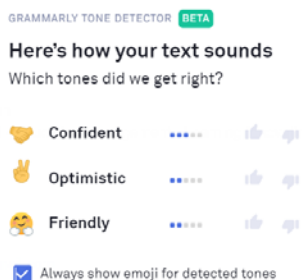 GRAMMARLY TONE DETECTOR BETA
Here's how your text sounds
Which tones did we get right?
Confident
Optimistic
Friendly
Always show emoji for detected tones